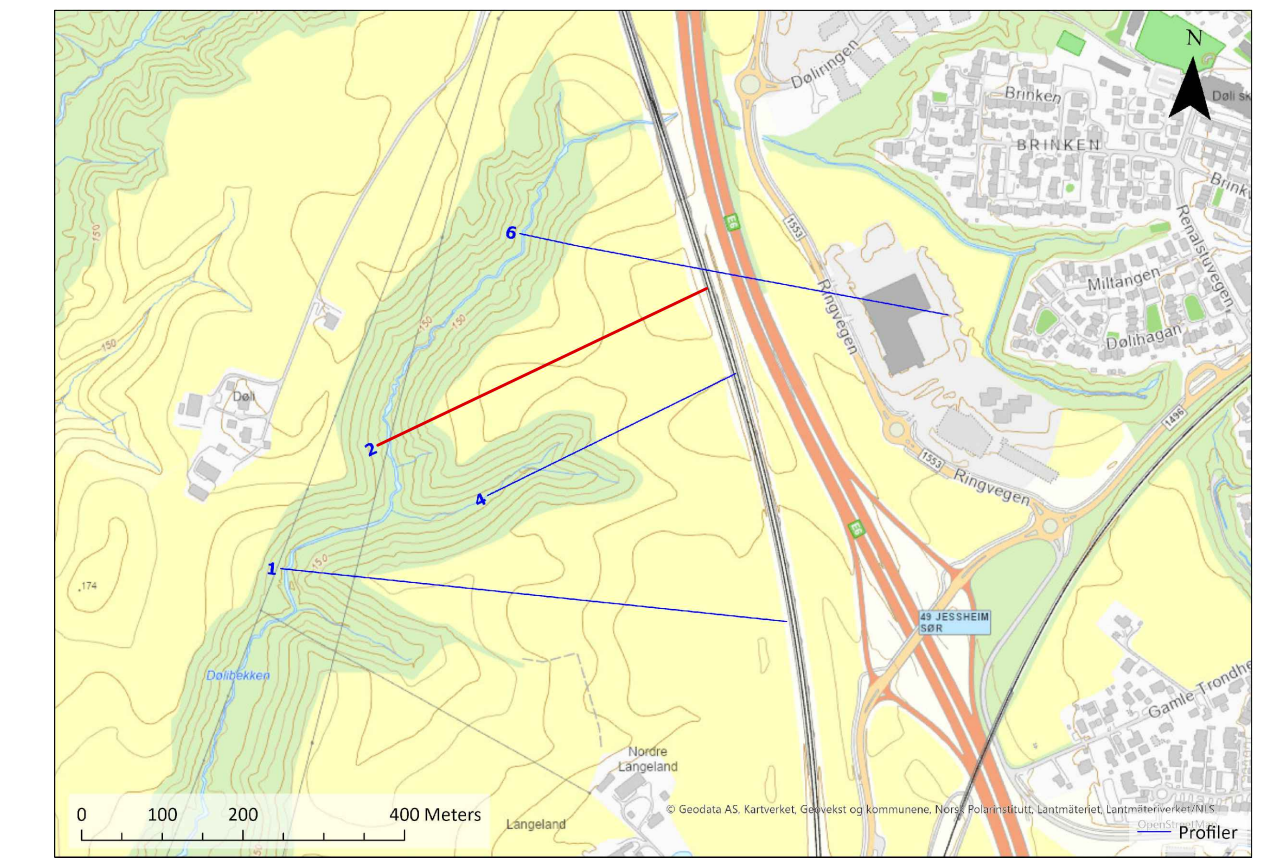 N
Døliringen
Brinken
Døli sk
BRINKEN
Brinkv
150
E6
1553
Renalstuvegen
6
Miltangen
Ringvegen
150
150
150
Dølihagan
Døli
1496
2
1553
Ringvegen
4
E6
150
1
174
49 JESSHEIM
SØR
Dølibekken
Gamle Trondhe
Nordre
Langeland
0 100 200 400 Meters
© Geodata AS, Kartverket, Geovekst og kommunene, Norsk Polarinstitutt, Lantmäteriet, Lantmäteriverket/NLS
OpenStreetMap
Langeland
Profiler